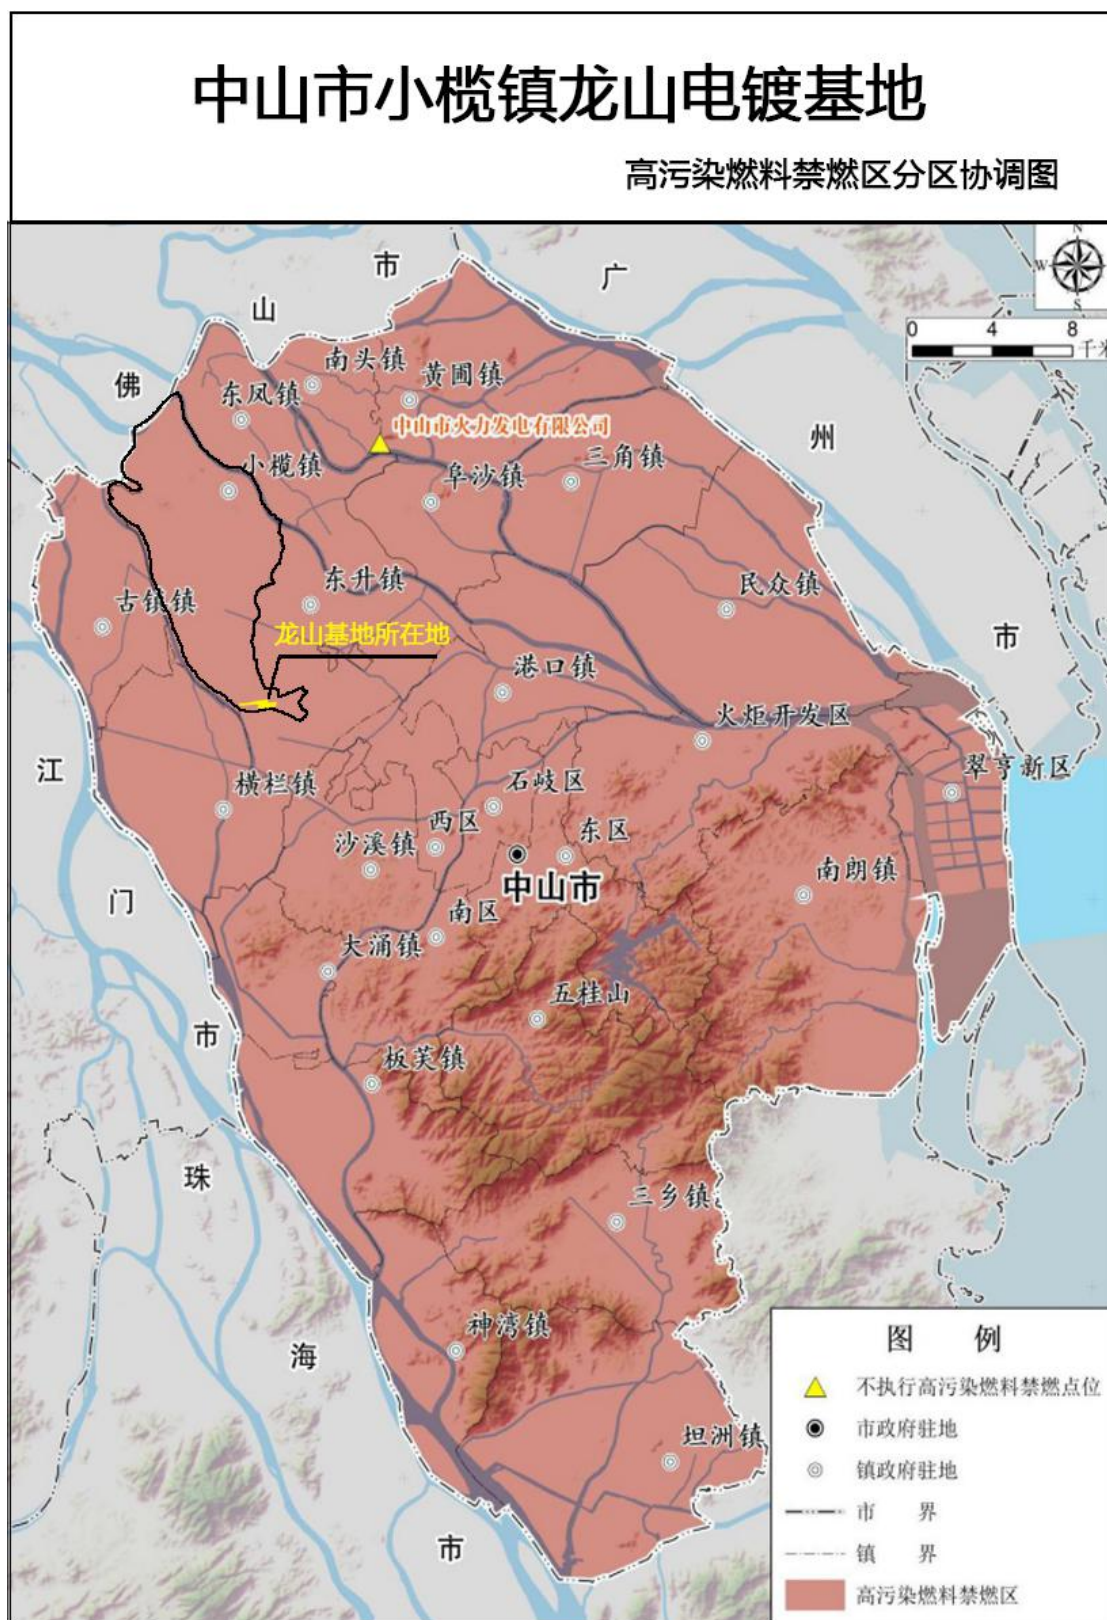 中山市小榄镇龙山电镀基地
高污染燃料禁燃区分区协调图
N
W
S
0 4 8
千米
市
广
山
佛
州
市
南头镇
黄圃镇
东凤镇
中山市火力发电有限公司
小榄镇
阜沙镇
三角镇
东升镇
民众镇
古镇镇
龙山基地所在地
港口镇
火炬开发区
翠亨新区
江
横栏镇
石岐区
西区
东区
沙溪镇
中山市
南朗镇
门
南区
大涌镇
五桂山
市
板芙镇
珠
三乡镇
神湾镇
海
坦洲镇
市
图 例
不执行高污染燃料禁燃点位
市政府驻地
镇政府驻地
市 界
镇 界
高污染燃料禁燃区